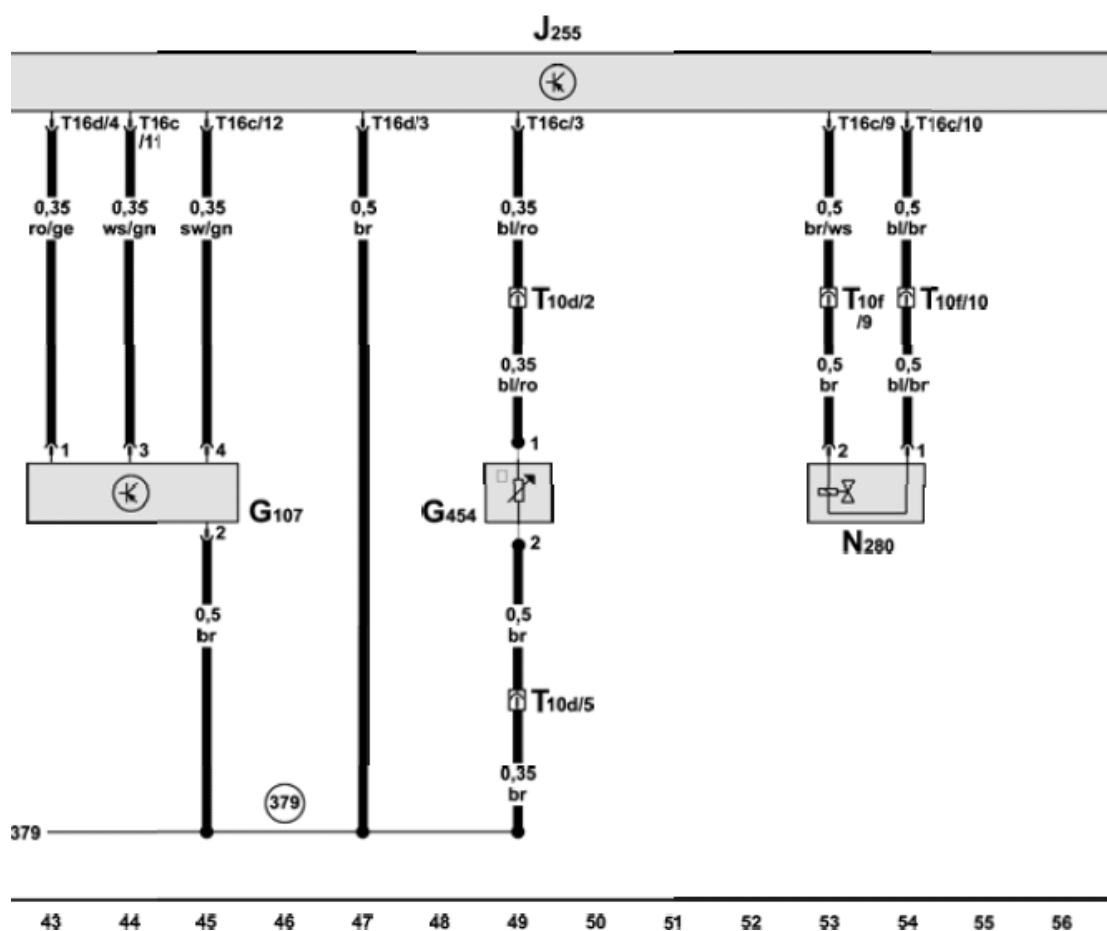 J255
T16d/4 T16c T16c/12 T16d/3 T16c/3 T16c/9 T16c/10
/11
0,35 0,35 0,35 0,5 0,35 0,5 0,5
ro/ge ws/gn sw/gn br bl/ro br/ws bl/br
T10d/2 T10f T10f/10
/9
0,35 0,5 0,5
bl/ro br bl/br
1 3 4 1 2 1
G107 G454
2 2 N280
0,5 0,5
br br
T10d/5
0,35
br
379
379
43 44 45 46 47 48 49 50 51 52 53 54 55 56